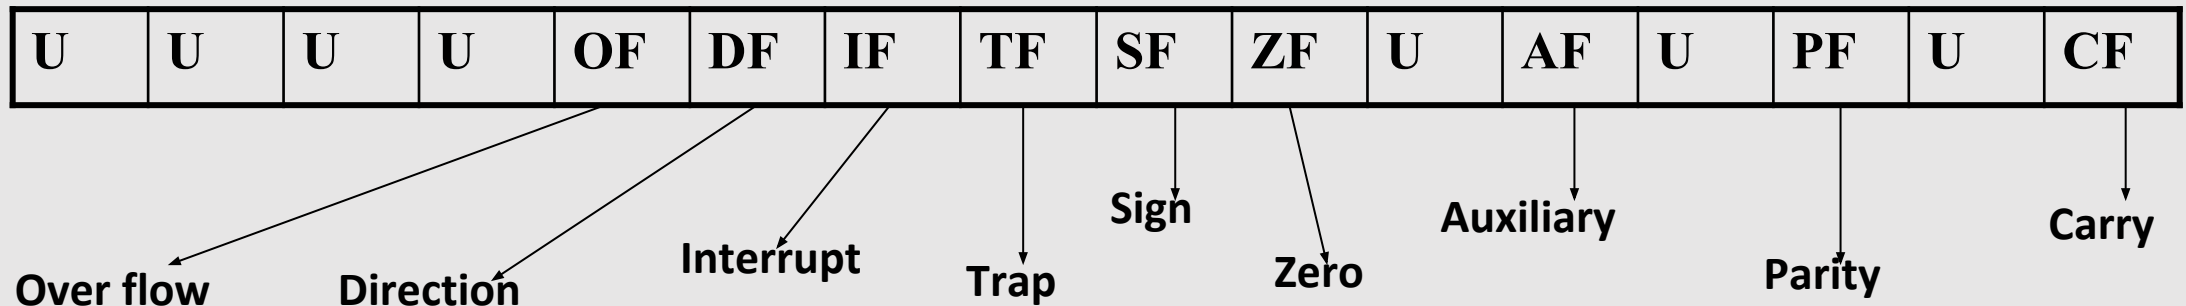 U U U U OF DF IF TF SF ZF U AF U PF U CF
Over flow Direction Interrupt Trap Sign Zero Auxiliary Parity Carry